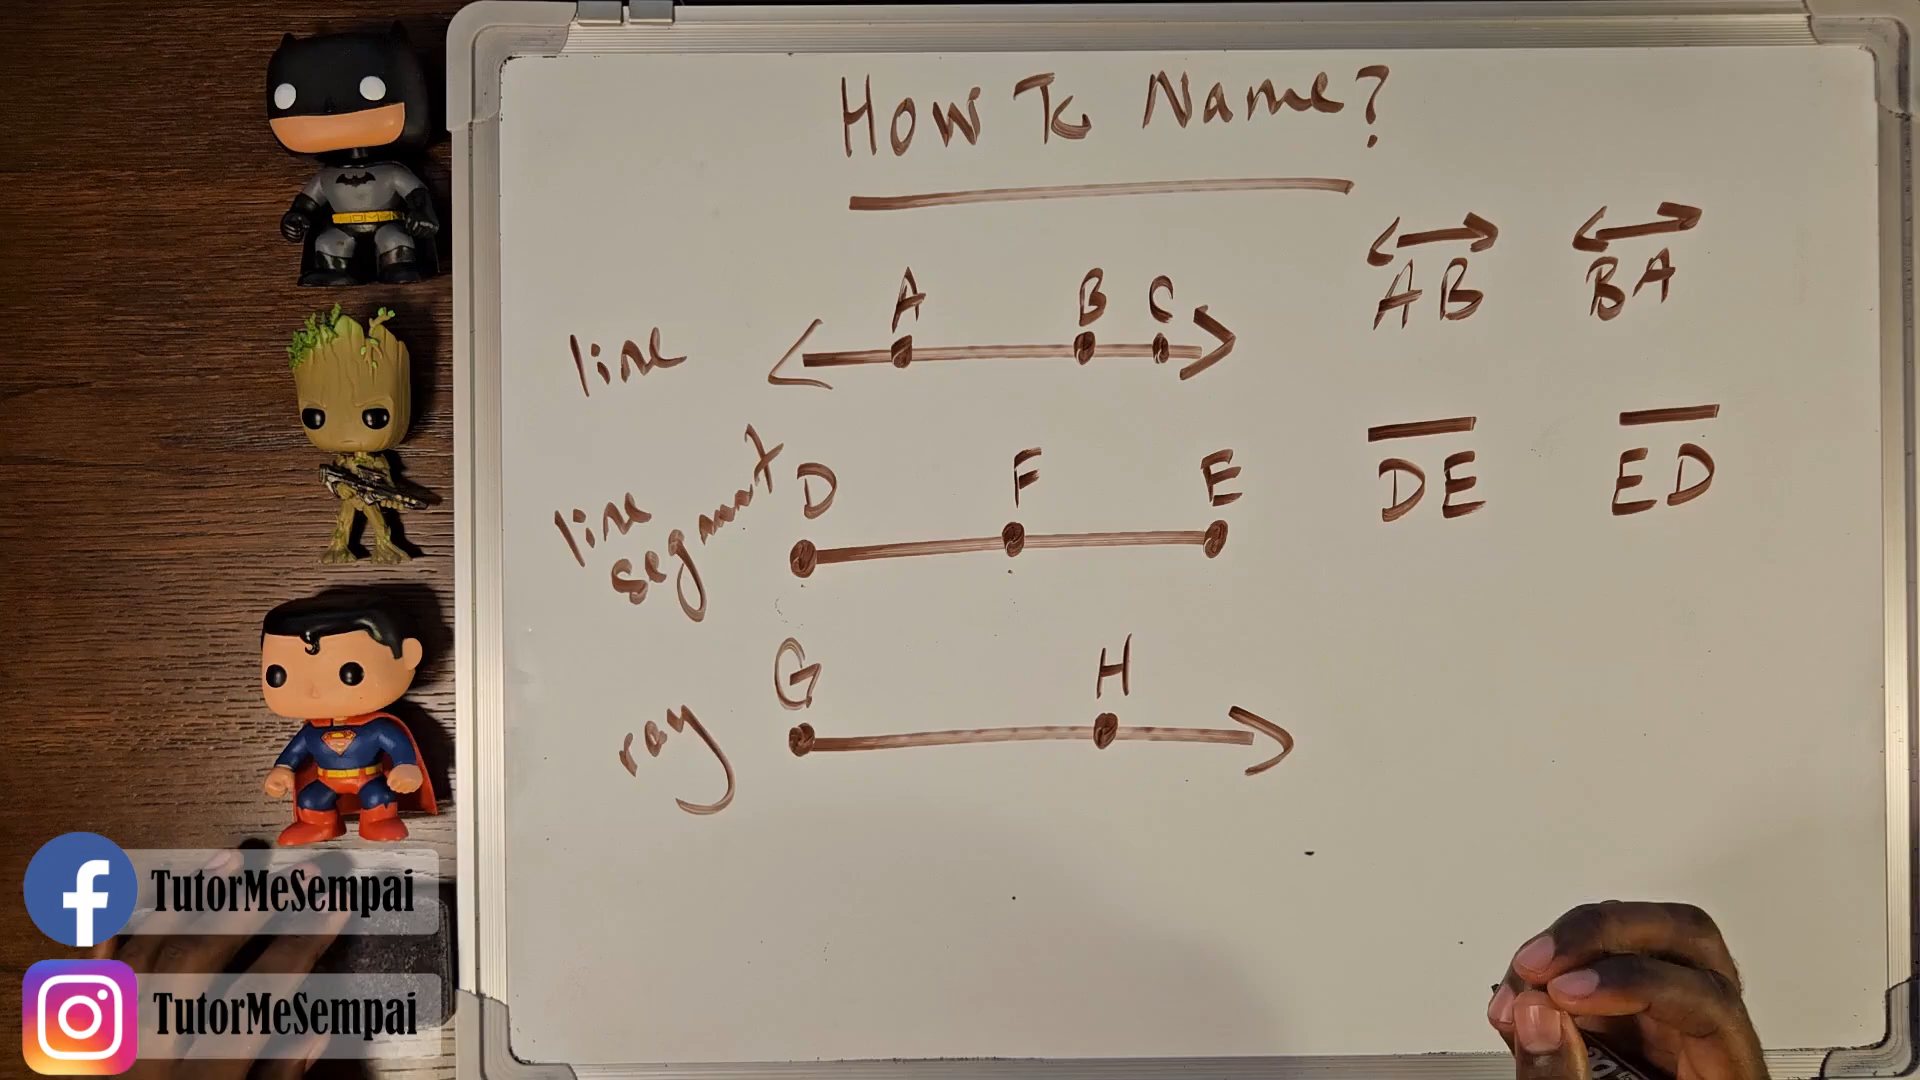 How To Name?
line A B C AB BA
line segment D F E DE ED
ray G H
TutorMeSempai
TutorMeSempai